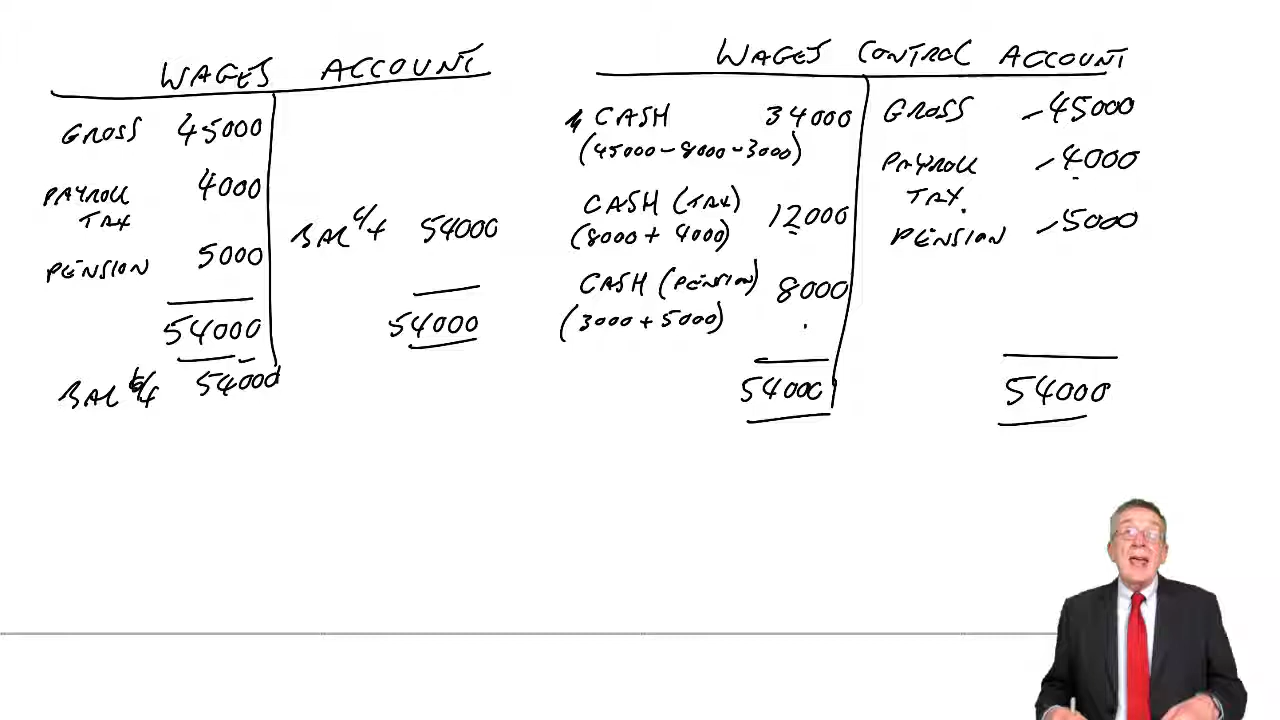 WAGES ACCOUNT
GROSS 45000
PAYROLL 4000
TAX
BAL c/f 54000
PENSION 5000
54000 54000
BAL b/f 54000
WAGES CONTROL ACCOUNT
CASH 34000 GROSS 45000
(45000 - 8000 - 3000)
PAYROLL 4000
TAX
CASH (TAX) 12000
(8000 + 4000)
PENSION 5000
CASH (PENSION) 8000
(3000 + 5000)
54000 54000